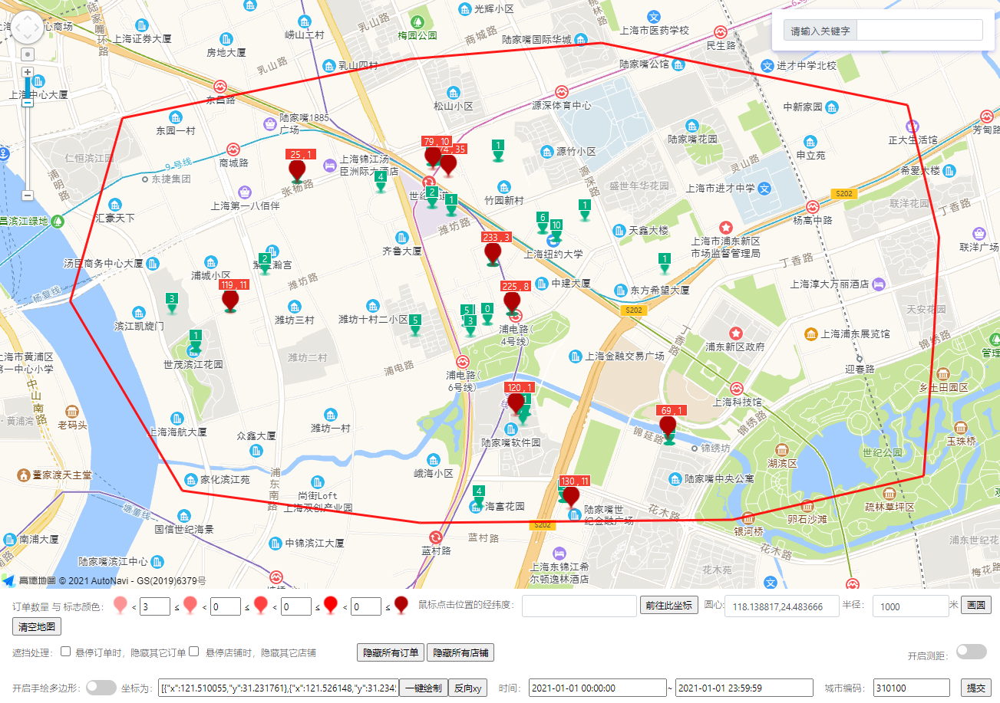 光辉小区
陆家嘴环路
中心商场
上海证券大厦
崂山二村
乳山路
梅园公园
商城路
陆家嘴国际华城
上海市医药学校
民生路
请输入关键字
房地大厦
乳山路
乳山四村
陆家嘴公馆
进才中学北校
上海中心大厦
东昌路
松山小区
源深体育中心
中新家园
芳甸路
东园一村
陆家嘴1885
广场
79 , 10
74 , 35
1
源竹小区
陆家嘴花园
正大生活馆
申立苑
仁恒滨江园
商城路
25 , 1
上海锦江汤
臣洲际大酒店
源深路
灵山路
希爱大楼
浦明路
9号线
东捷集团
张杨路
4
盛世年华花园
上海市进才中学
S202
上海第一八佰伴
2
1
竹园新村
1
联洋花园
丁香路
昌滨江绿地
汇豪天下
潍坊路
6
10
杨高中路
天鑫大楼
上海市浦东新区
市场监督管理局
联洋广场
齐鲁大厦
233 , 3
上海纽约大学
丁香路
汤臣商务中心大厦
2
浦城小区
1
潍坊路
119 , 11
225 , 8
中建大厦
东方希望大厦
上海淳大万丽酒店
杨复线
3
潍坊三村
潍坊十村二小区
5
5
3
0
S202
天安花园
滨江凯旋门
浦电路(
4号线)
丁香路
浦东新区政府
上海浦东展览馆
锦绣路
1
世茂滨江花园
潍坊二村
浦电路
浦电路(
6号线)
上海金融交易广场
迎春路
管理
上海市黄浦区
第一中心小学
中山南路
120 , 1
上海科技馆
乡土田园区
黄浦湾
老码头
69 , 1
锦绣路
上海海航大厦
潍坊一村
众鑫大厦
陆家嘴软件园
锦延路
锦绣坊
世纪公园
玉珠桥
湖滨区
董家渡天主堂
家化滨江苑
浦东南路
峨海小区
陆家嘴中央公寓
尚街Loft
上海双创产业园
4
海富花园
130 , 11
陆家嘴世
纪金融广场
花木路
疏林草坪区
塘董线
国信世纪海景
S202
银河桥
卵石沙滩
南浦大厦
中锦滨江大厦
蓝村路
蓝村路
花木路
浦东世纪花
陆家嘴滨江中心
上海东锦江希
尔顿逸林酒店
花木苑
梅花路
高德地图 © 2021 AutoNavi - GS(2019)6379号
订单数量 与 标志颜色： < 3 ≤ < 0 ≤ < 0 ≤ < 0 ≤ 鼠标点击位置的经纬度： 前往此坐标 圆心: 118.138817,24.483666 半径: 1000 米 画圆
清空地图
遮挡处理： 悬停订单时，隐藏其它订单 悬停店铺时，隐藏其它店铺 隐藏所有订单 隐藏所有店铺 开启测距:
开启手绘多边形： 坐标为： [{"x":121.510055,"y":31.231761},{"x":121.526148,"y":31.234 一键绘制 反向xy 时间： 2021-01-01 00:00:00 ~ 2021-01-01 23:59:59 城市编码： 310100 提交